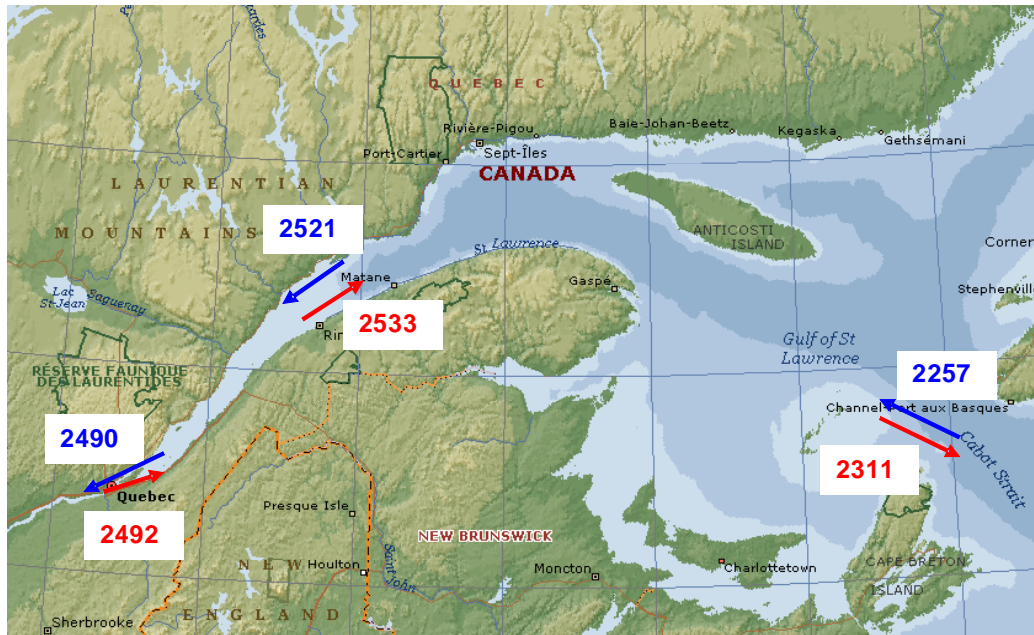 QUEBEC
Rivière-Pigou
Baie-Johan-Beetz
Kegaska
Gethsémani
Port-Cartier
Sept-Îles
CANADA
LAURENTIAN
MOUNTAINS
2521
ANTICOSTI
ISLAND
St Lawrence
Corner
Matane
Gaspé
Stephenville
Lac
St-Jean
Saguenay
2533
Gulf of St
Lawrence
RÉSERVE FAUNIQUE
DES LAURENTIDES
2257
Channel-Port aux Basques
2490
Cabot Strait
2311
Quebec
2492
Presque Isle
NEW BRUNSWICK
NEW
ENGLAND
Houlton
Saint John
Moncton
Charlottetown
CAPE BRETON
ISLAND
Sherbrooke